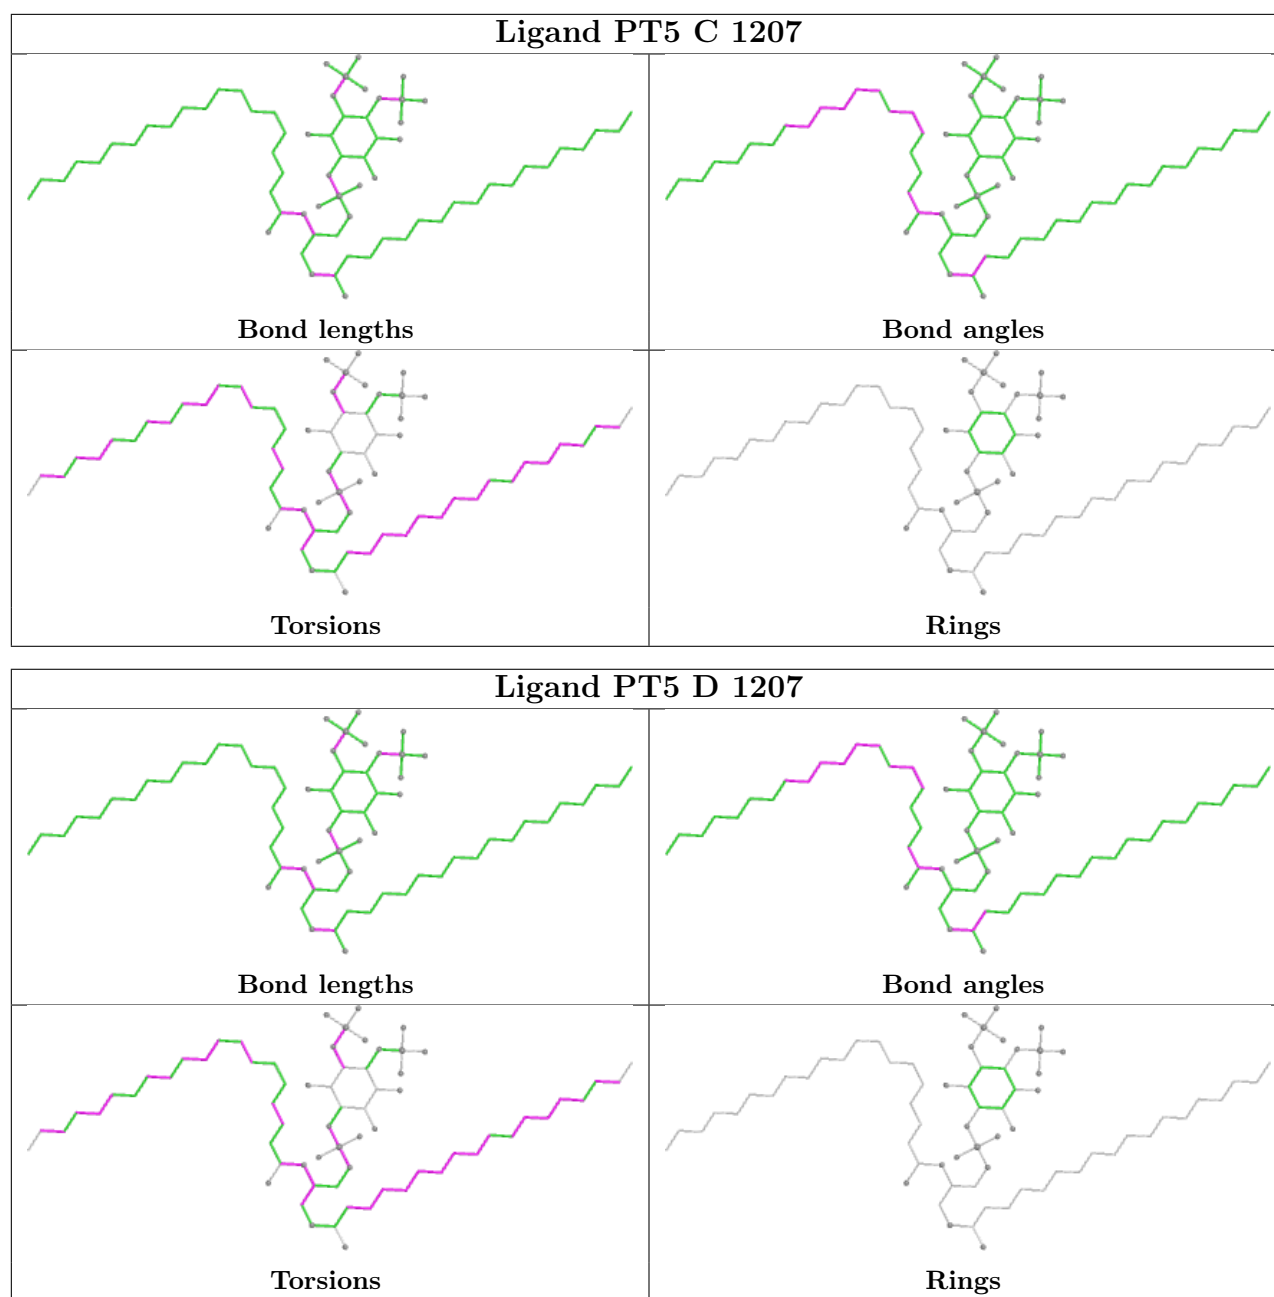 Ligand PT5 C 1207
Bond lengths
Bond angles
Torsions
Rings
Ligand PT5 D 1207
Bond lengths
Bond angles
Torsions
Rings